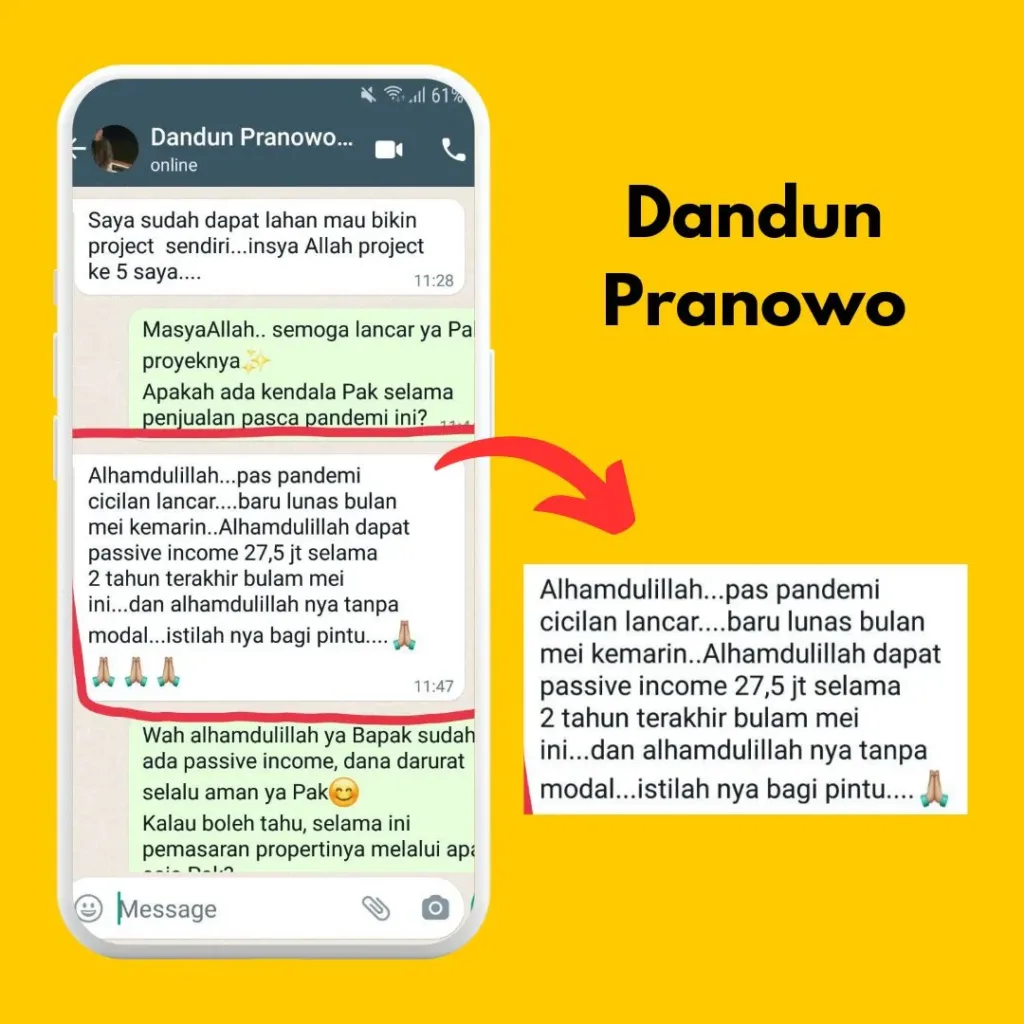 61%
Dandun Pranowo...
online
Saya sudah dapat lahan mau bikin
project sendiri...insya Allah project
ke 5 saya....
11:28
MasyaAllah.. semoga lancar ya Pa
proyeknya✨
Apakah ada kendala Pak selama
penjualan pasca pandemi ini?
Alhamdulillah...pas pandemi
cicilan lancar....baru lunas bulan
mei kemarin..Alhamdulillah dapat
passive income 27,5 jt selama
2 tahun terakhir bulam mei
ini...dan alhamdulillah nya tanpa
modal...istilah nya bagi pintu....🙏🏼
🙏🏼🙏🏼🙏🏼
11:47
Wah alhamdulillah ya Bapak sudah
ada passive income, dana darurat
selalu aman ya Pak😊
Kalau boleh tahu, selama ini
pemasaran propertinya melalui apa
Message
Dandun
Pranowo
Alhamdulillah...pas pandemi
cicilan lancar....baru lunas bulan
mei kemarin..Alhamdulillah dapat
passive income 27,5 jt selama
2 tahun terakhir bulam mei
ini...dan alhamdulillah nya tanpa
modal...istilah nya bagi pintu....🙏🏼